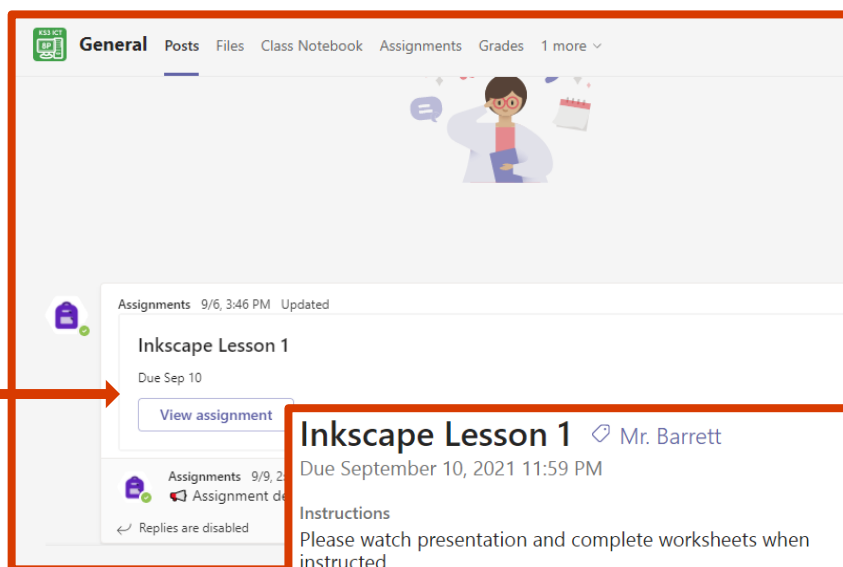 KS3 ICT
8P
General Posts Files Class Notebook Assignments Grades 1 more
Assignments 9/6, 3:46 PM Updated
Inkscape Lesson 1
Due Sep 10
View assignment
Assignments 9/9,
Assignment
Replies are disabled
Inkscape Lesson 1 Mr. Barrett
Due September 10, 2021 11:59 PM
Instructions
Please watch presentation and complete worksheets when
instructed